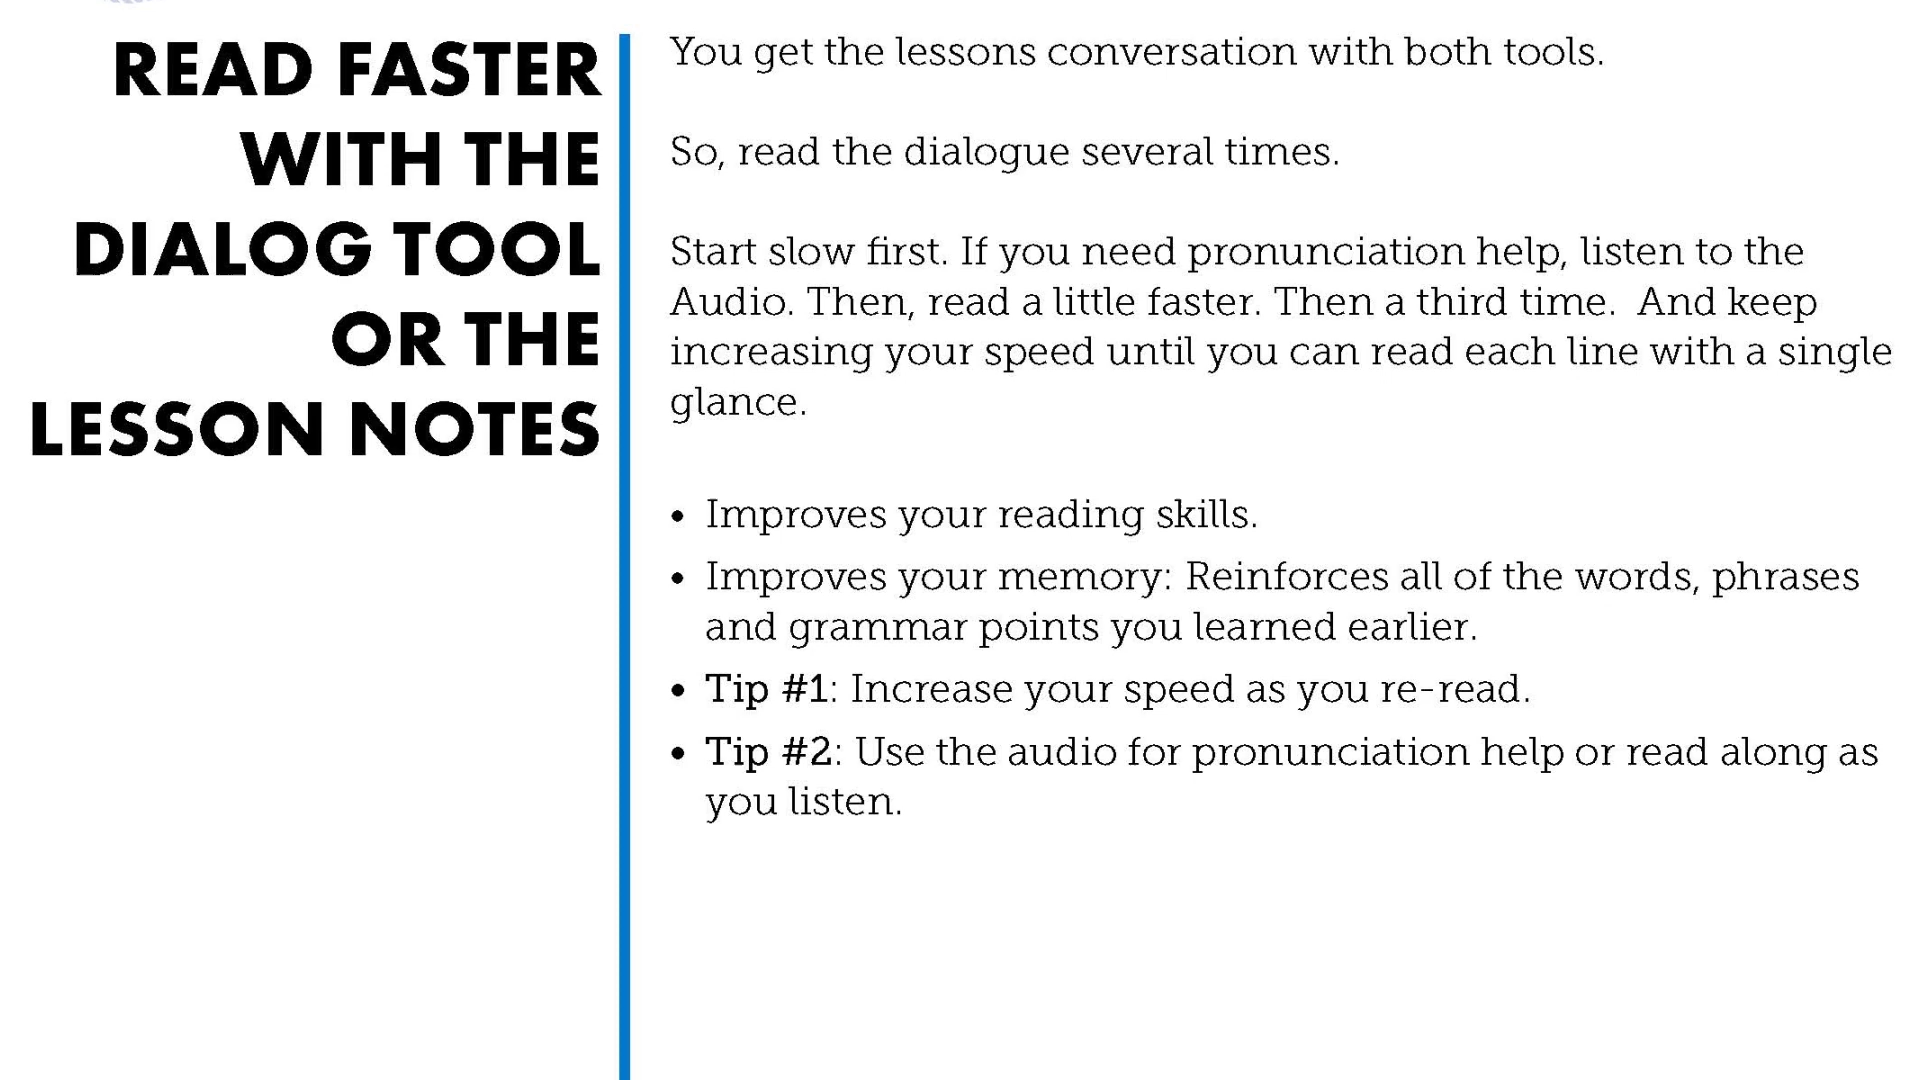 READ FASTER
WITH THE
DIALOG TOOL
OR THE
LESSON NOTES
You get the lessons conversation with both tools.
So, read the dialogue several times.
Start slow first. If you need pronunciation help, listen to the
Audio. Then, read a little faster. Then a third time.  And keep
increasing your speed until you can read each line with a single
glance.
• Improves your reading skills.
• Improves your memory: Reinforces all of the words, phrases
and grammar points you learned earlier.
• Tip #1: Increase your speed as you re-read.
• Tip #2: Use the audio for pronunciation help or read along as
you listen.